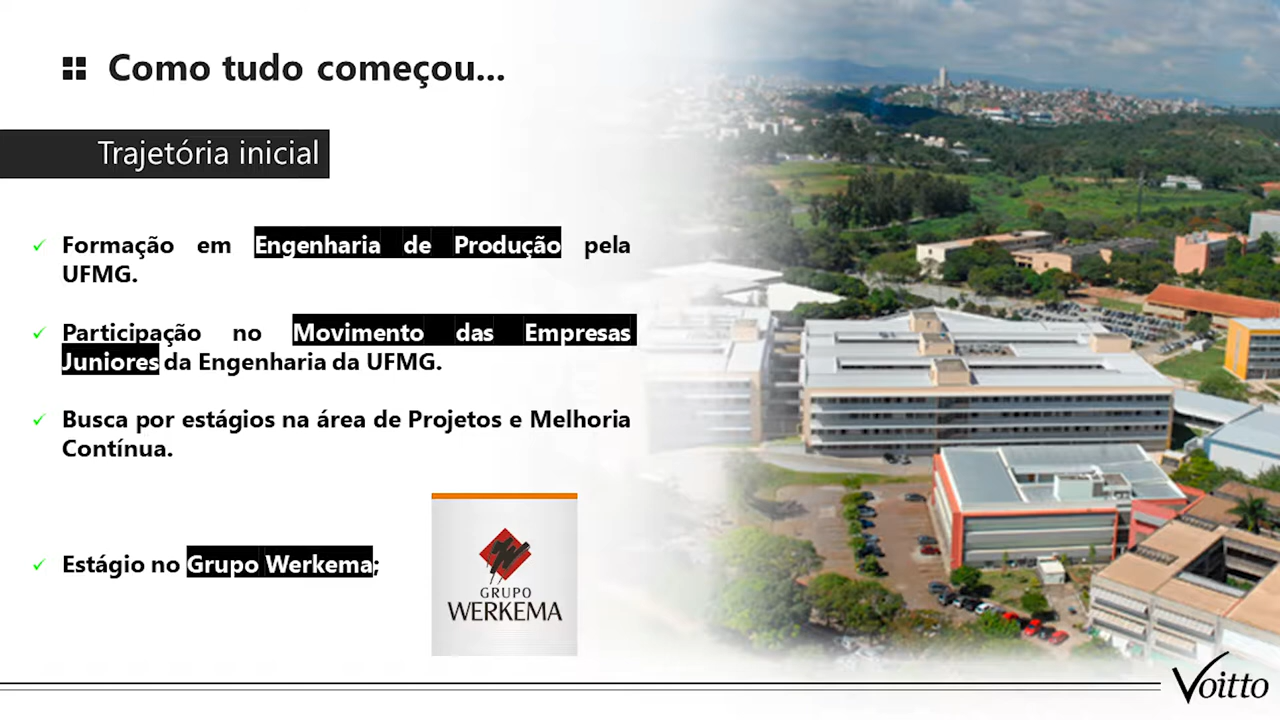 Como tudo começou...
Trajetória inicial
Formação em Engenharia de Produção pela
UFMG.
Participação no Movimento das Empresas
Juniores da Engenharia da UFMG.
Busca por estágios na área de Projetos e Melhoria
Contínua.
Estágio no Grupo Werkema;
GRUPO
WERKEMA
Voitto